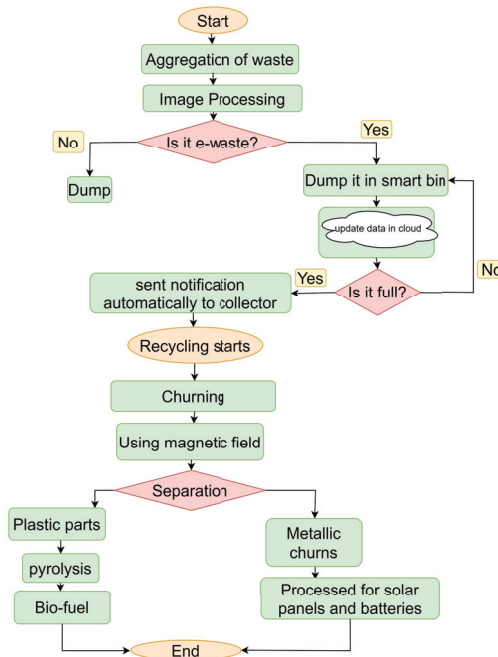 Start
Aggregation of waste
Image Processing
Is it e-waste?
No
Yes
Dump
Dump it in smart bin
update data in cloud
Is it full?
Yes
No
sent notification
automatically to collector
Recycling starts
Churning
Using magnetic field
Separation
Plastic parts
pyrolysis
Bio-fuel
Metallic
churns
Processed for solar
panels and batteries
End